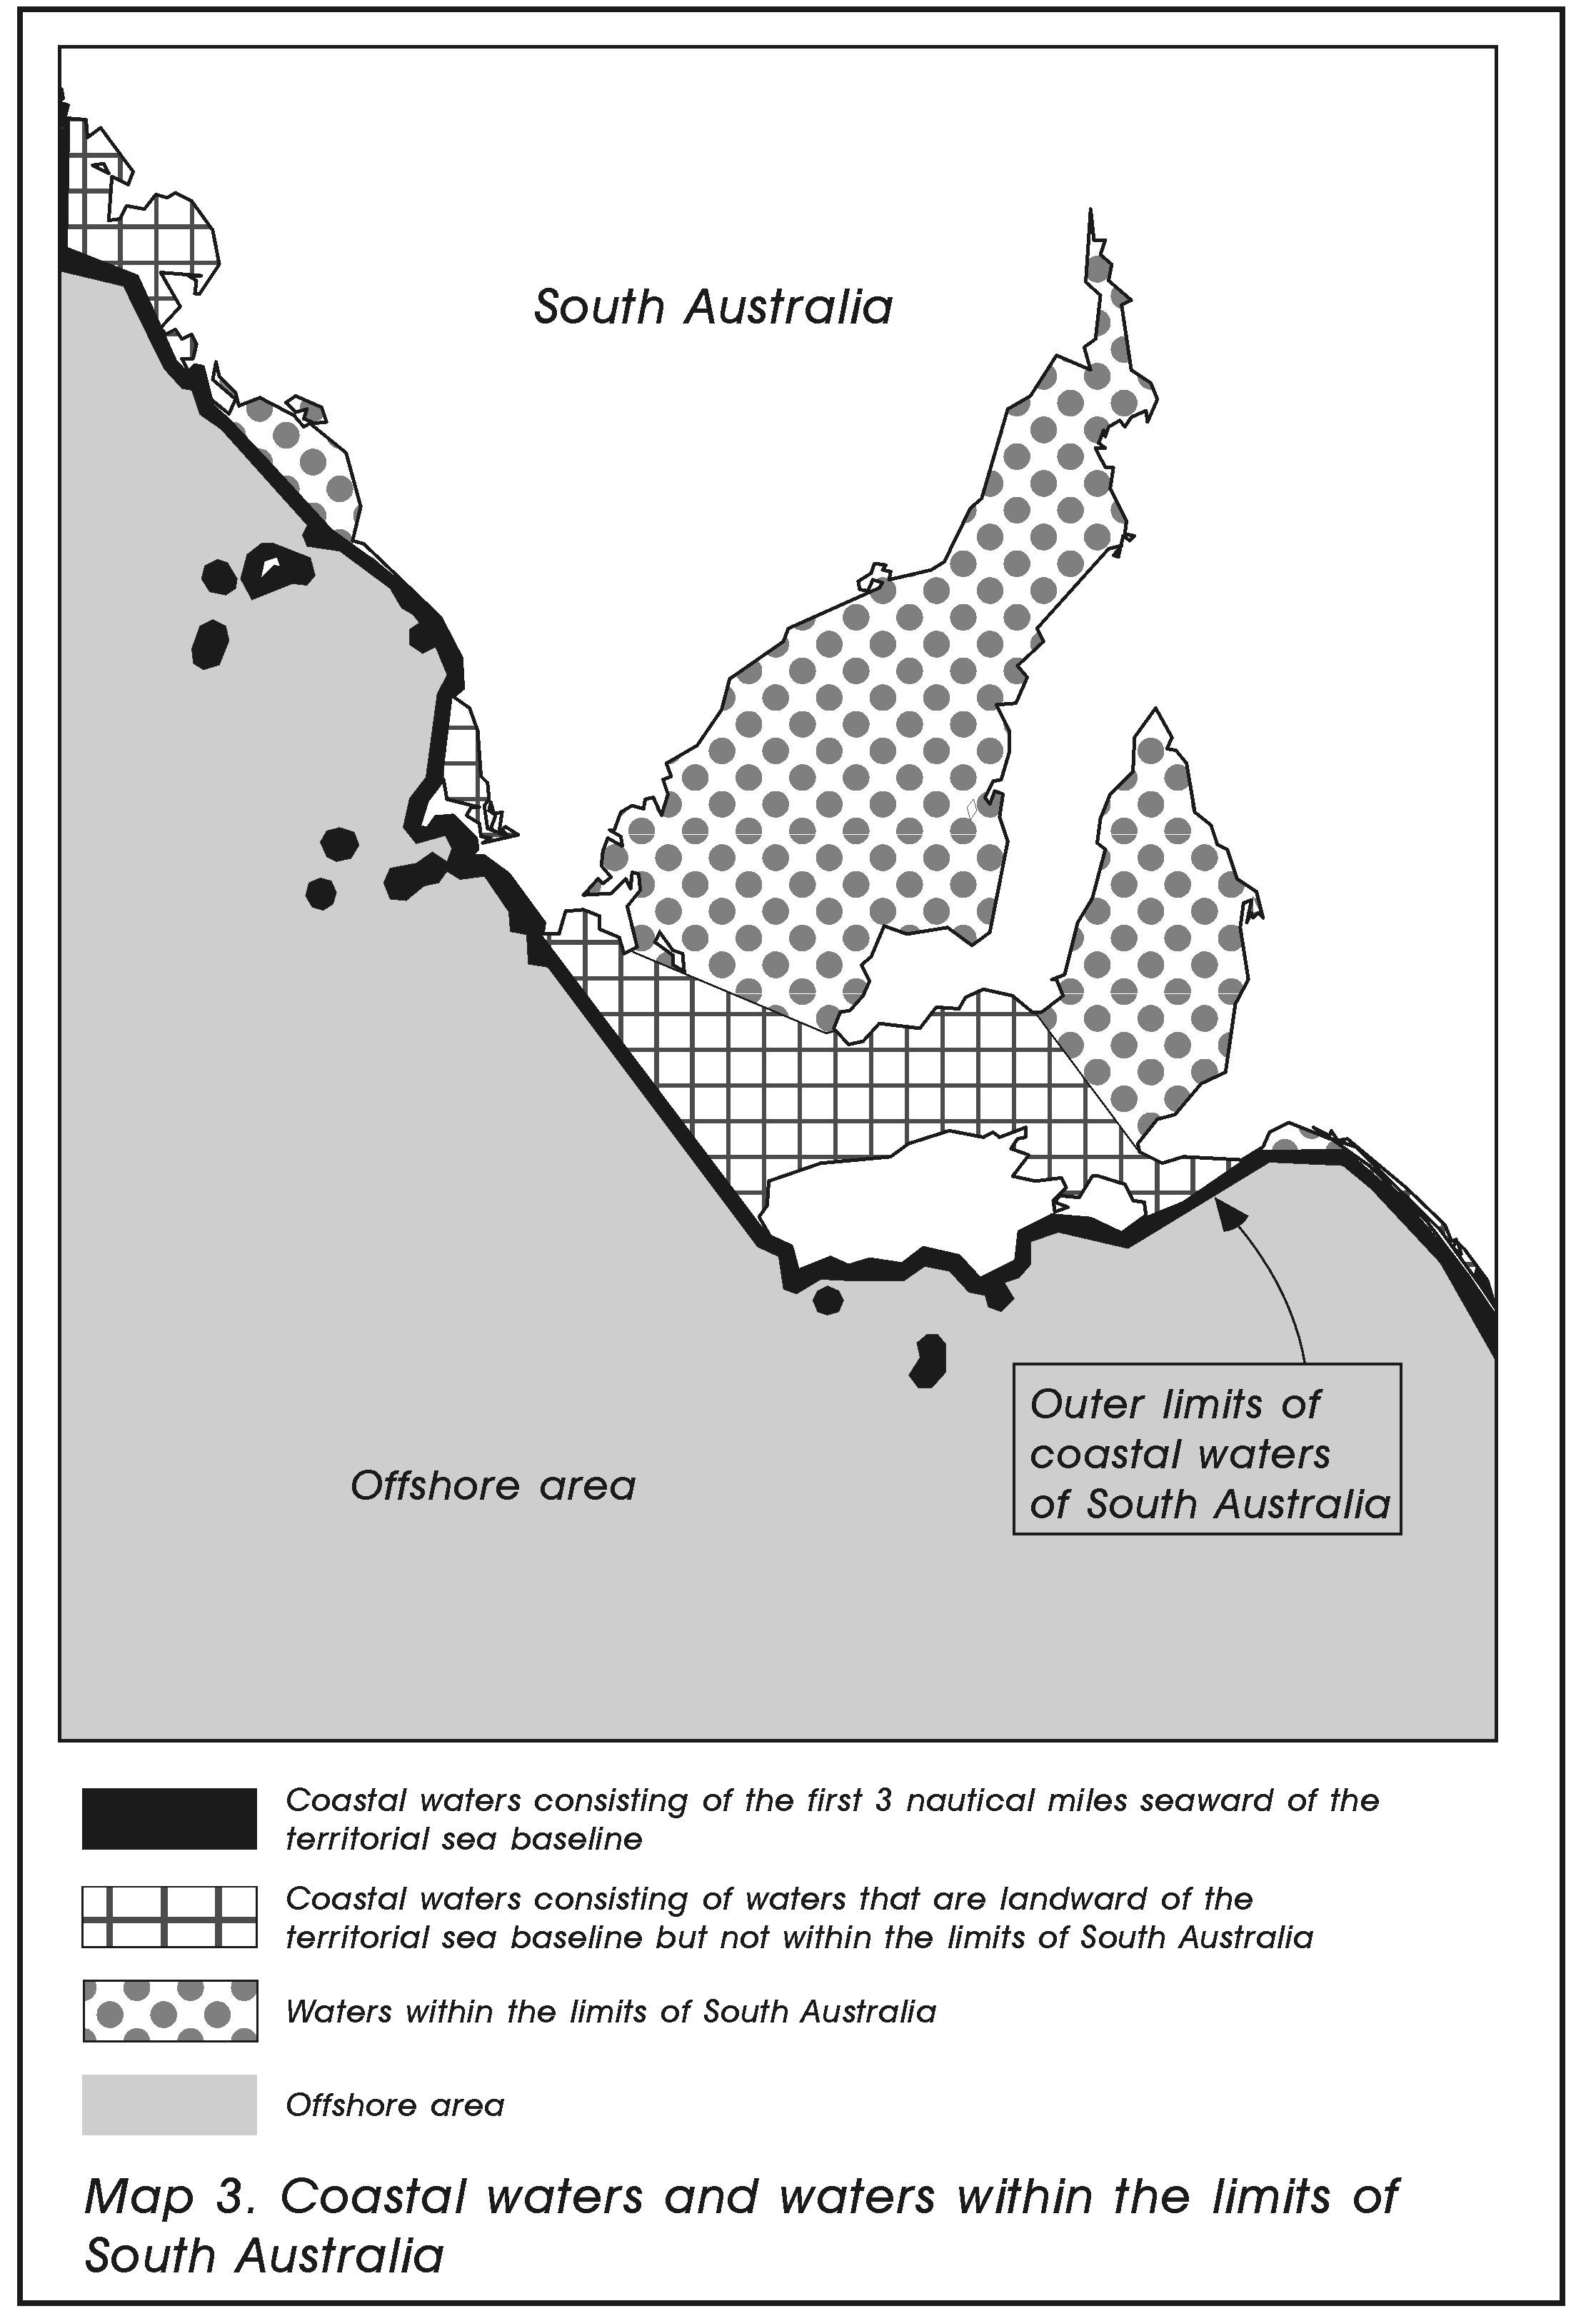 South Australia
Offshore area
Outer limits of
coastal waters
of South Australia
Coastal waters consisting of the first 3 nautical miles seaward of the
territorial sea baseline
Coastal waters consisting of waters that are landward of the
territorial sea baseline but not within the limits of South Australia
Waters within the limits of South Australia
Offshore area
Map 3. Coastal waters and waters within the limits of
South Australia